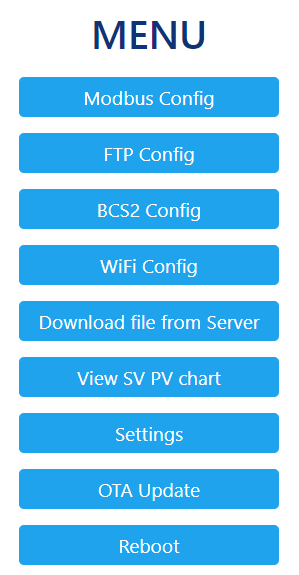 MENU
Modbus Config
FTP Config
BCS2 Config
WiFi Config
Download file from Server
View SV PV chart
Settings
OTA Update
Reboot